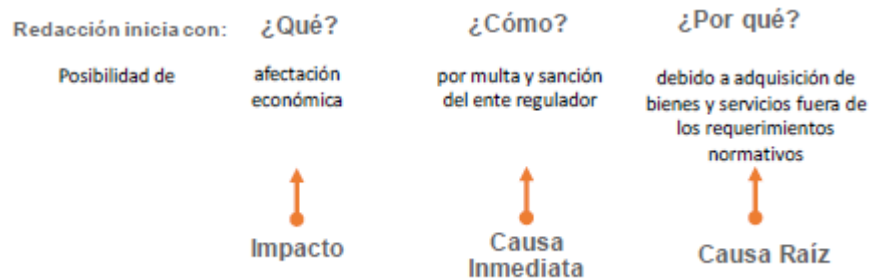 Redacción inicia con: ¿Qué? ¿Cómo? ¿Por qué?
Posibilidad de
afectación
económica
por multa y sanción
del ente regulador
debido a adquisición de
bienes y servicios fuera de
los requerimientos
normativos
Impacto
Causa
Inmediata
Causa Raíz